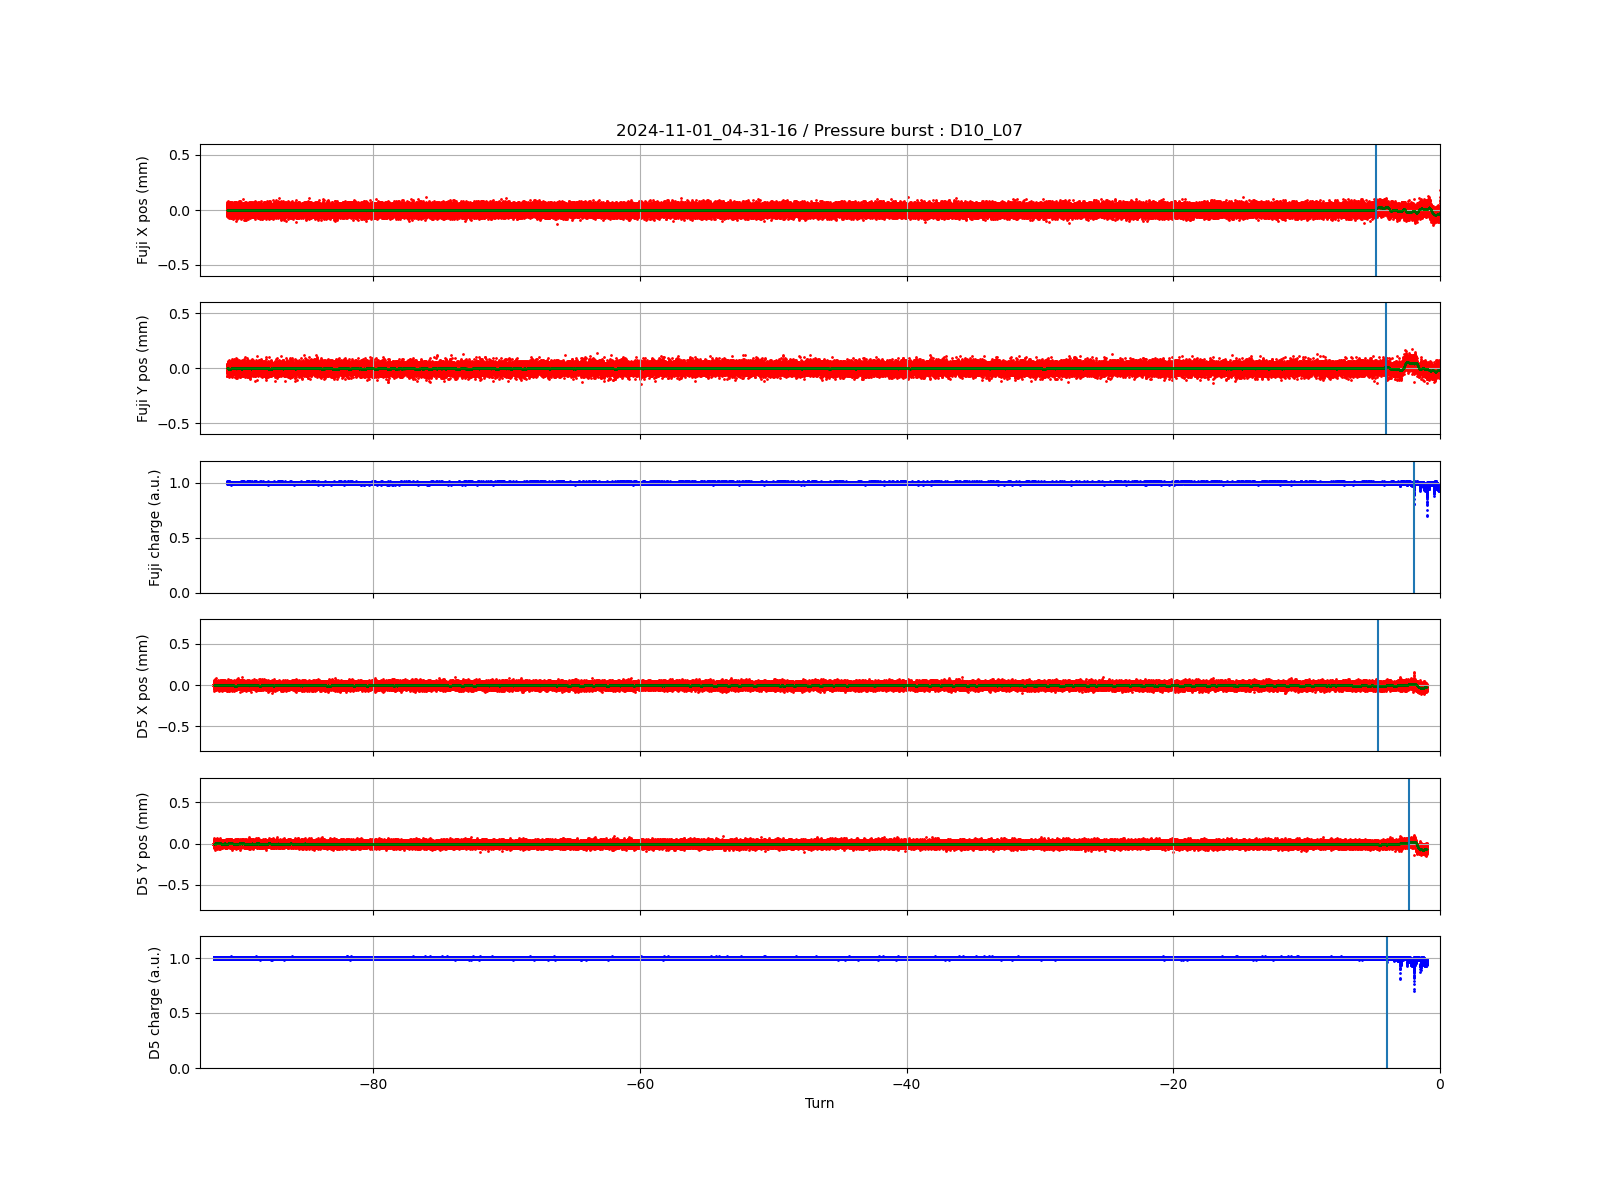 2024-11-01_04-31-16 / Pressure burst : D10_L07
Fuji X pos (mm)
0.5
0.0
−0.5
Fuji Y pos (mm)
0.5
0.0
−0.5
Fuji charge (a.u.)
1.0
0.5
0.0
D5 X pos (mm)
0.5
0.0
−0.5
D5 Y pos (mm)
0.5
0.0
−0.5
D5 charge (a.u.)
1.0
0.5
0.0
−80 −60 −40 −20 0
Turn